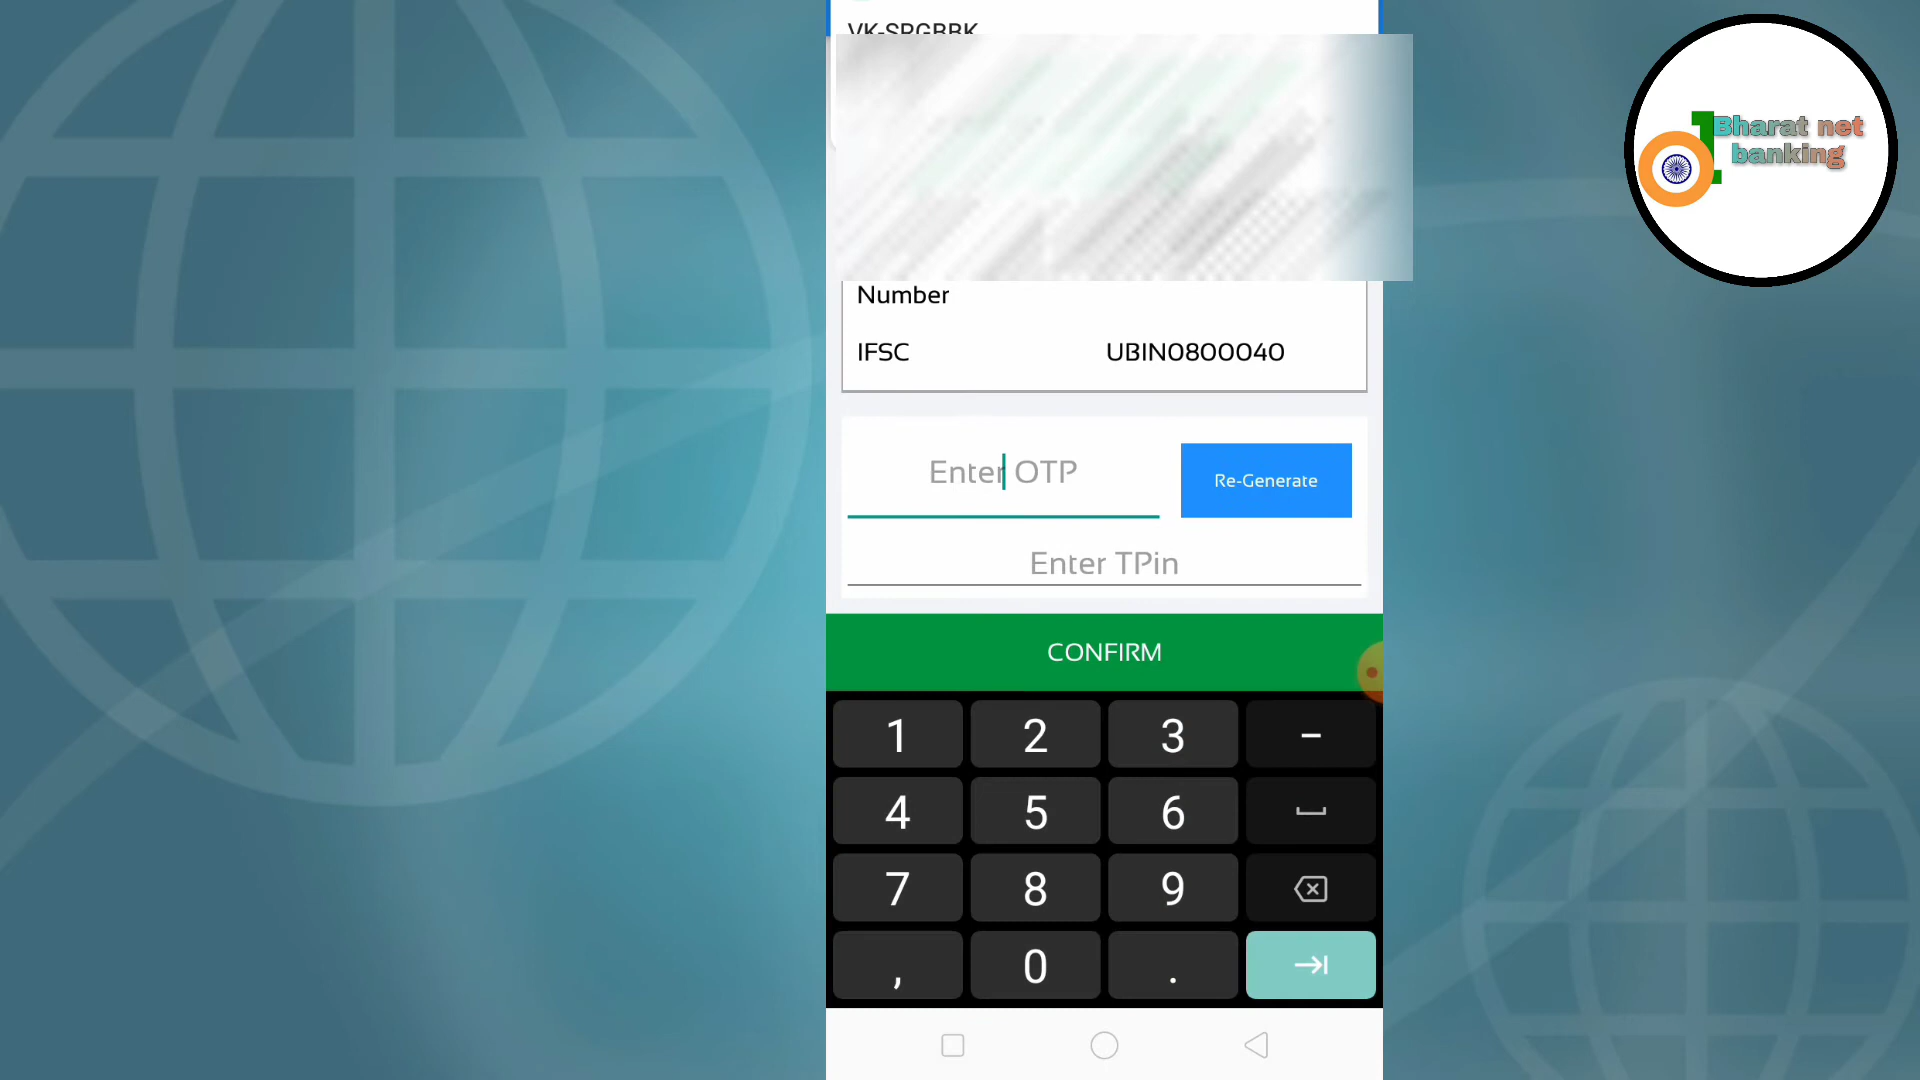 VK-SRGBBK
Bharat net
banking
Number
IFSC UBIN0800040
Enter OTP
Re-Generate
Enter TPin
CONFIRM
1 2 3 -
4 5 6
7 8 9
, 0 .